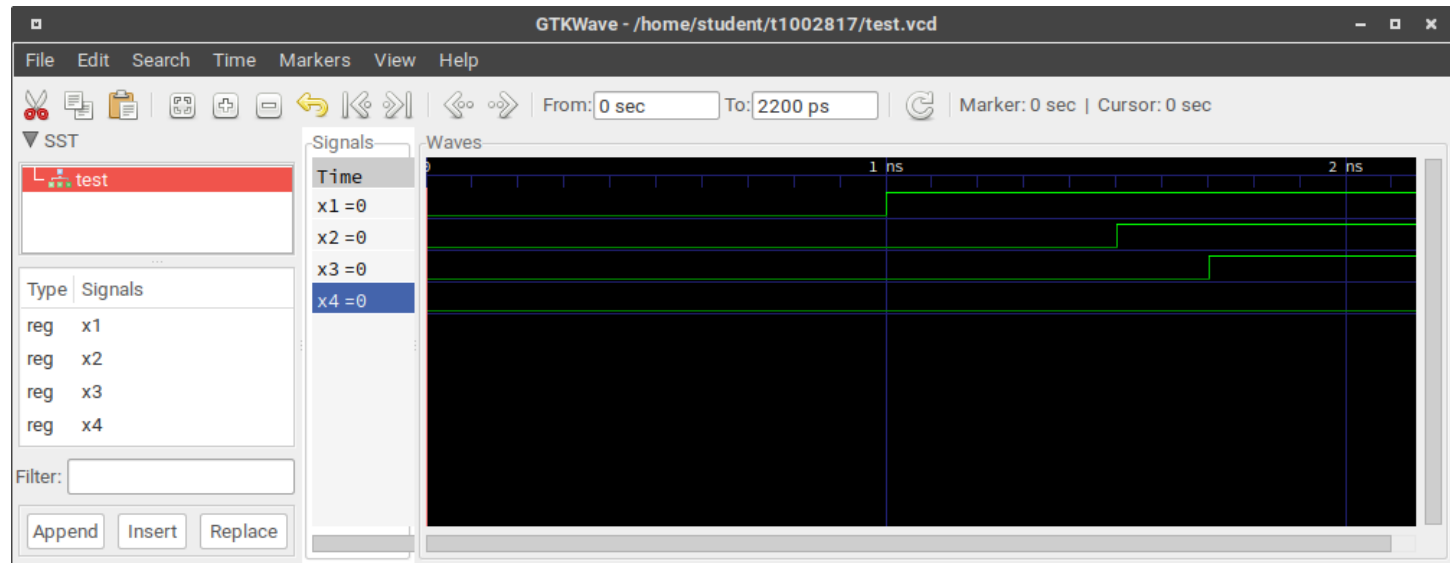 GTKWave - /home/student/t1002817/test.vcd
File Edit Search Time Markers View Help
From: 0 sec To: 2200 ps Marker: 0 sec | Cursor: 0 sec
SST
test
Type Signals
reg x1
reg x2
reg x3
reg x4
Filter:
Append Insert Replace
Signals
Time
x1 =0
x2 =0
x3 =0
x4 =0
Waves
0 1 ns 2 ns